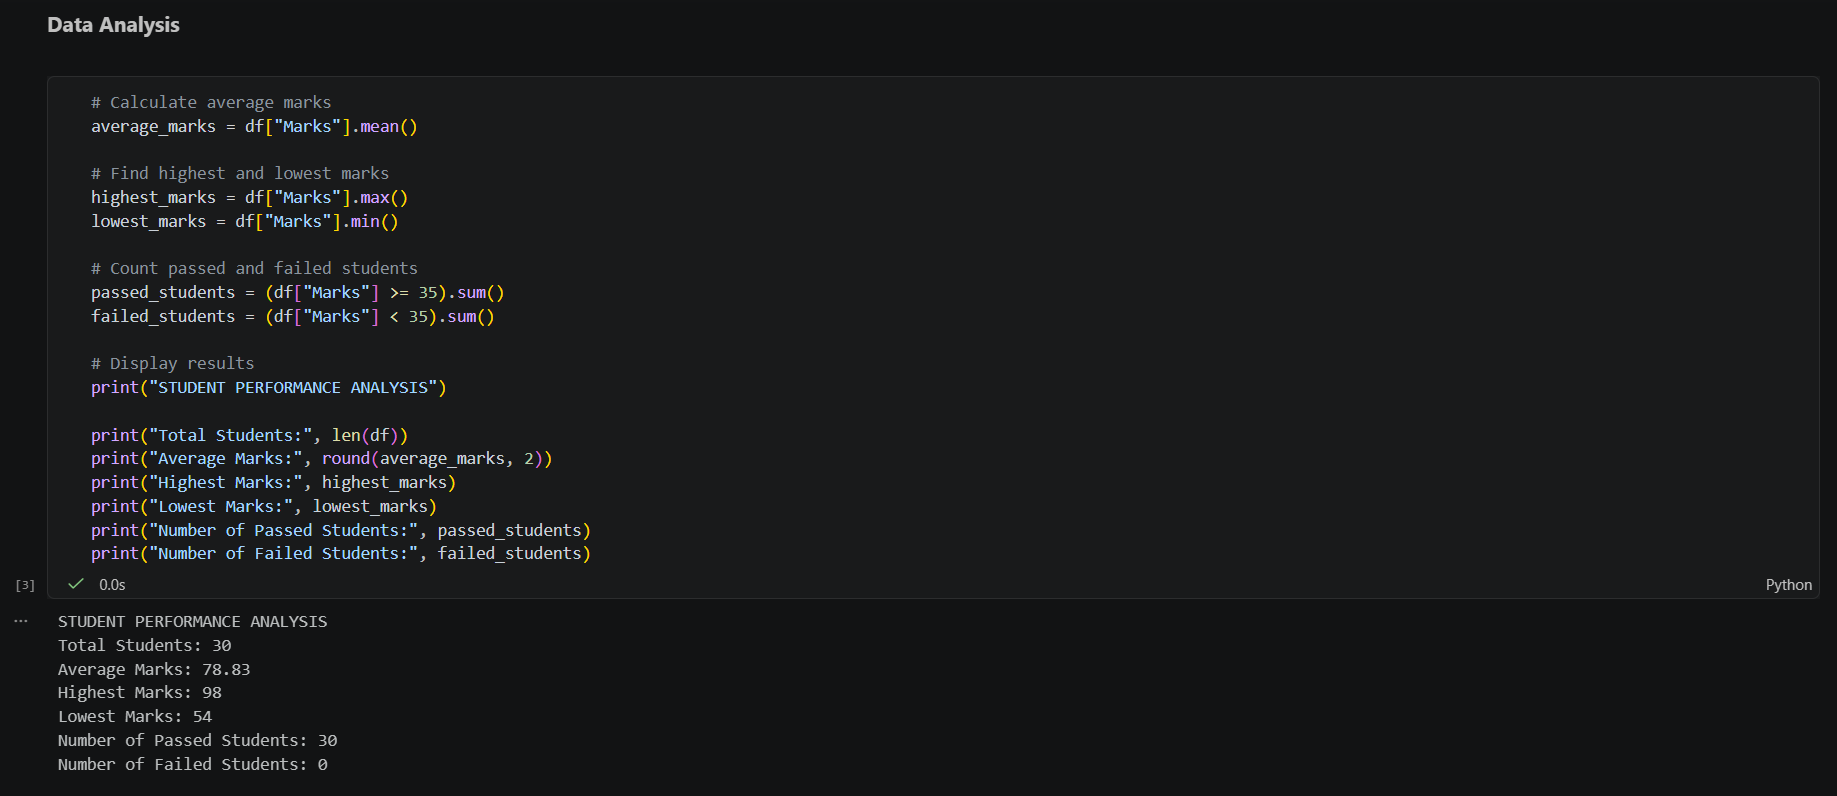 Data Analysis
# Calculate average marks
average_marks = df["Marks"].mean()
# Find highest and lowest marks
highest_marks = df["Marks"].max()
lowest_marks = df["Marks"].min()
# Count passed and failed students
passed_students = (df["Marks"] >= 35).sum()
failed_students = (df["Marks"] < 35).sum()
# Display results
print("STUDENT PERFORMANCE ANALYSIS")
print("Total Students:", len(df))
print("Average Marks:", round(average_marks, 2))
print("Highest Marks:", highest_marks)
print("Lowest Marks:", lowest_marks)
print("Number of Passed Students:", passed_students)
print("Number of Failed Students:", failed_students)
[3] 0.0s Python
... STUDENT PERFORMANCE ANALYSIS
Total Students: 30
Average Marks: 78.83
Highest Marks: 98
Lowest Marks: 54
Number of Passed Students: 30
Number of Failed Students: 0